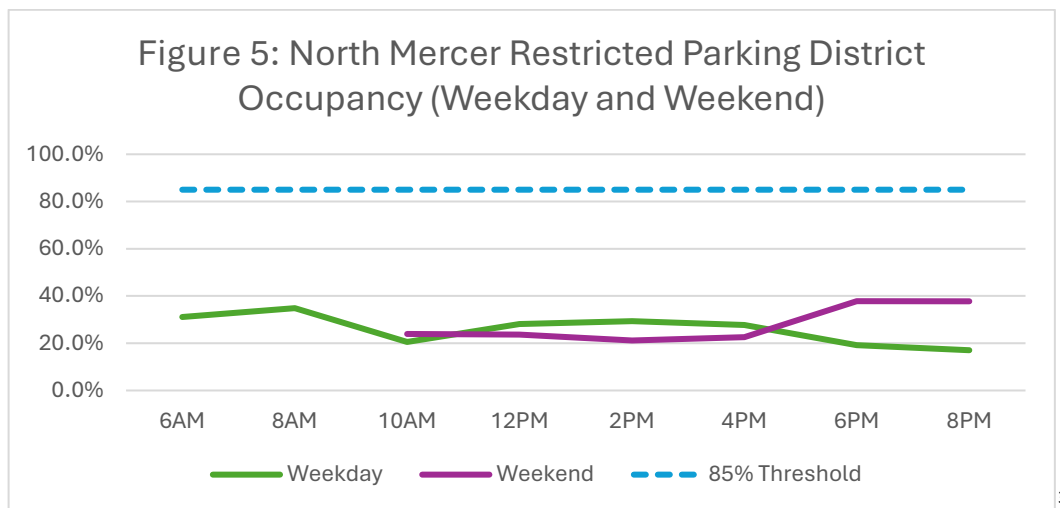 Figure 5: North Mercer Restricted Parking District
Occupancy (Weekday and Weekend)
100.0%
80.0%
60.0%
40.0%
20.0%
0.0%
6AM 8AM 10AM 12PM 2PM 4PM 6PM 8PM
Weekday Weekend 85% Threshold